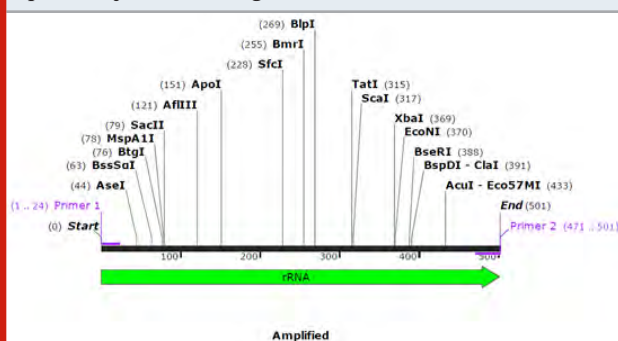 (269) BlpI
(255) BmrI
(228) SfcI
(151) ApoI
TatI (315)
(121) AflIII
ScaI (317)
(79) SacII
XbaI (369)
(78) MspA1I
EcoNI (370)
(76) BtgI
BseRI (388)
(63) BssSαI
BspDI - ClaI (391)
(44) AseI
AcuI - Eco57MI (433)
(1 .. 24) Primer 1
End (501)
(0) Start
Primer 2 (471 .. 501)
100 200 300 400 500
rRNA
Amplified